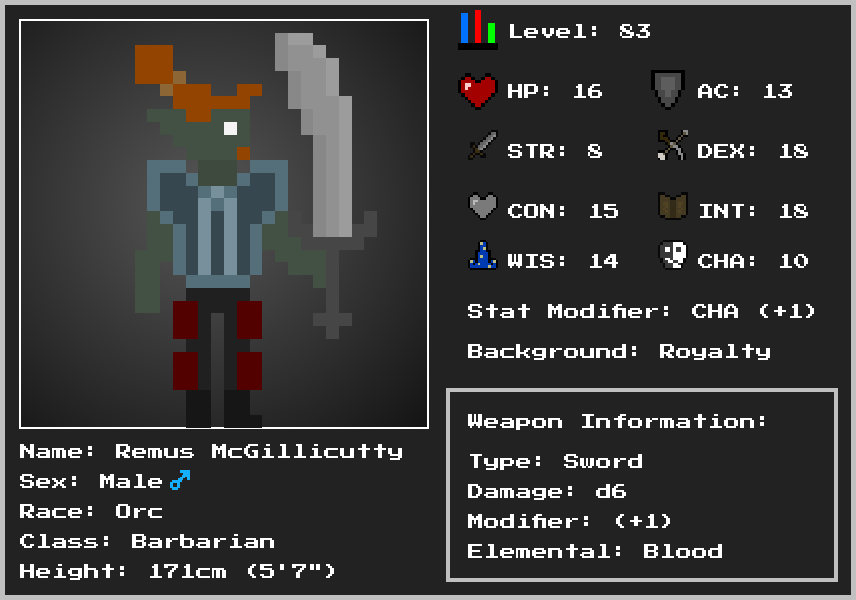 Level: 83
HP: 16
AC: 13
STR: 8
DEX: 18
CON: 15
INT: 18
WIS: 14
CHA: 10
Stat Modifier: CHA (+1)
Background: Royalty
Weapon Information:
Type: Sword
Damage: d6
Modifier: (+1)
Elemental: Blood
Name: Remus McGillicutty
Sex: Male♂
Race: Orc
Class: Barbarian
Height: 171cm (5'7")